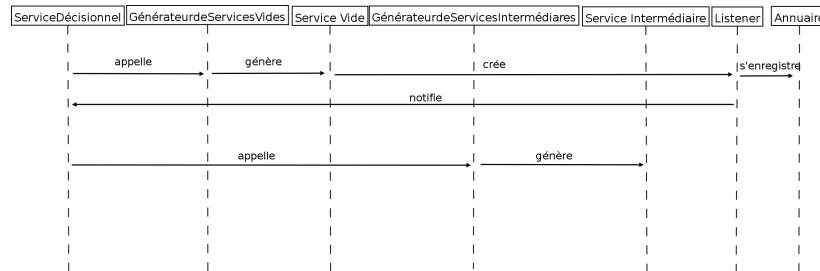 ServiceDécisionnel GénérateurdeServicesVides Service Vide GénérateurdeServicesIntermédiares Service Intermédiaire Listener Annuaire
appelle génère crée s'enregistre
notifie
appelle génère